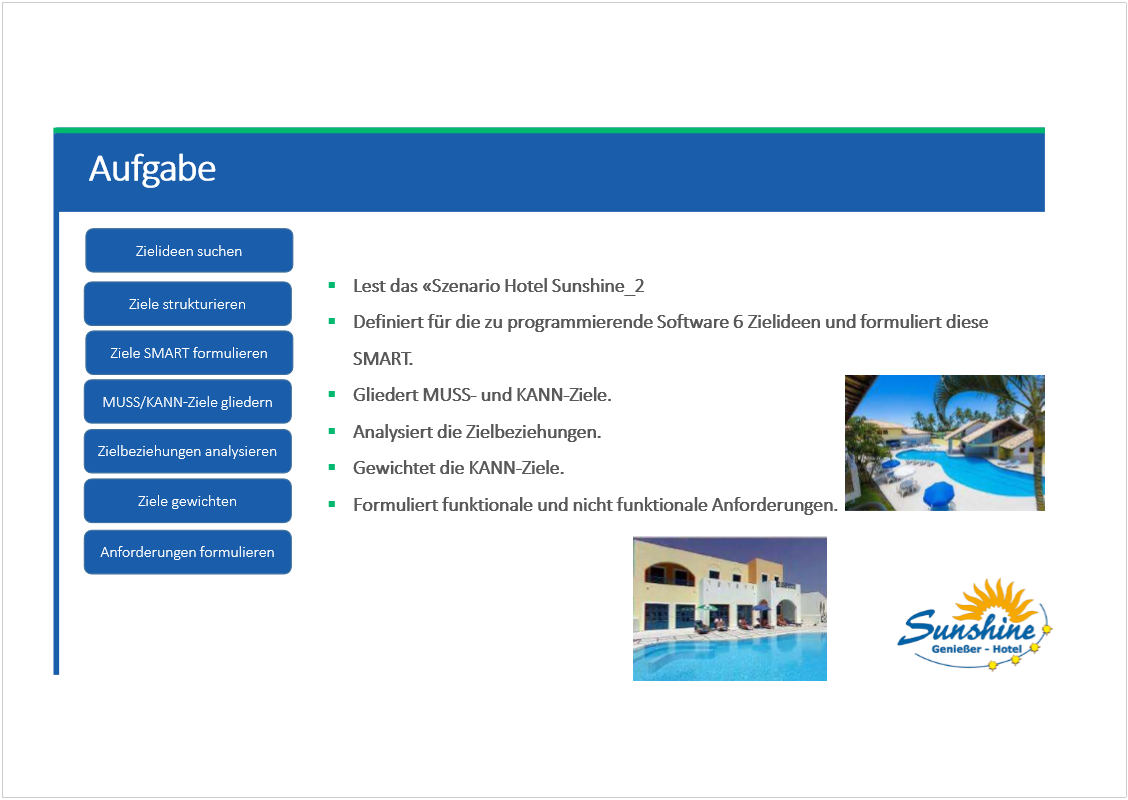 Aufgabe
Zielideen suchen
Ziele strukturieren
Ziele SMART formulieren
MUSS/KANN-Ziele gliedern
Zielbeziehungen analysieren
Ziele gewichten
Anforderungen formulieren
▪ Lest das «Szenario Hotel Sunshine_2
▪ Definiert für die zu programmierende Software 6 Zielideen und formuliert diese
SMART.
▪ Gliedert MUSS- und KANN-Ziele.
▪ Analysiert die Zielbeziehungen.
▪ Gewichtet die KANN-Ziele.
▪ Formuliert funktionale und nicht funktionale Anforderungen.
Sunshine
Genießer - Hotel